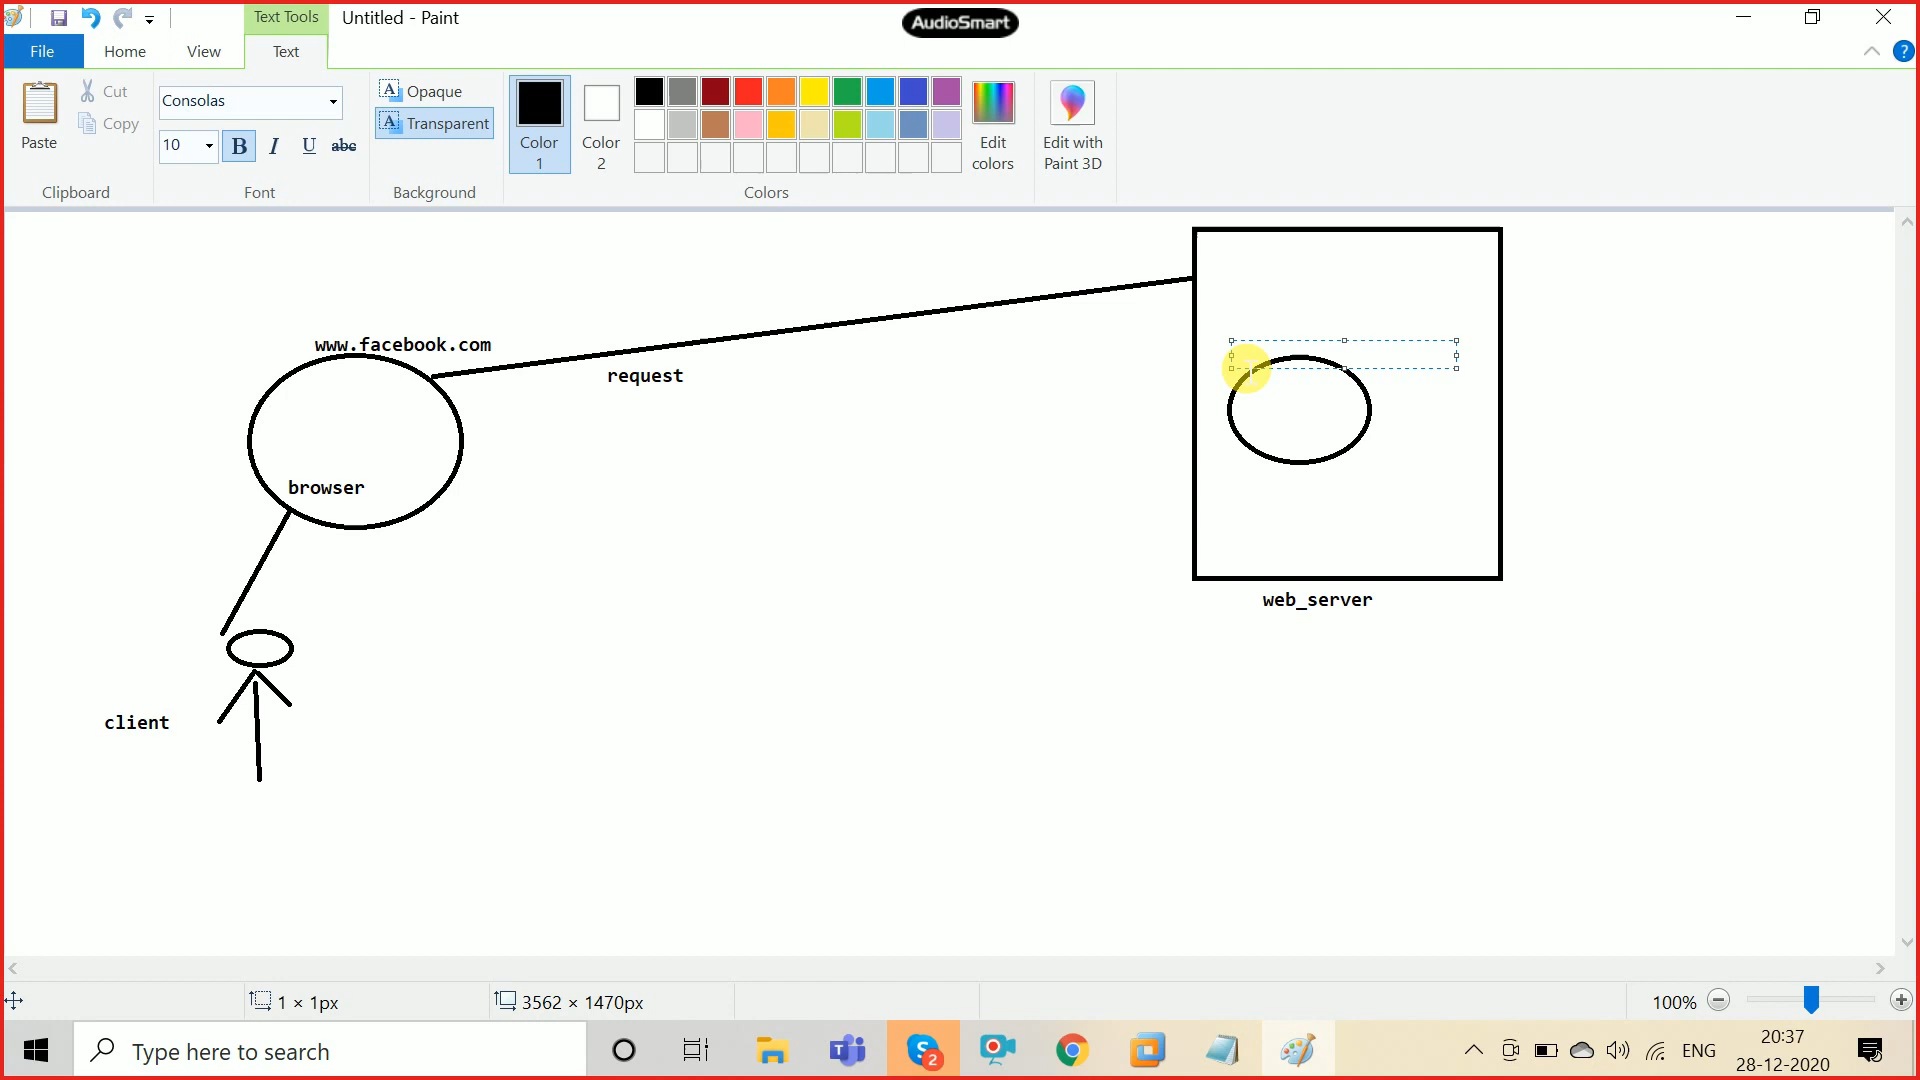 Text Tools
Untitled - Paint
AudioSmart
File
Home
View
Text
?
Paste
Cut
Copy
Clipboard
Consolas
10
B
I
U
abc
Font
A
Opaque
A
Transparent
Background
Color
1
Color
2
Colors
Edit
colors
Edit with
Paint 3D
www.facebook.com
request
browser
client
web_server
1 × 1px
3562 × 1470px
100%
Type here to search
T
S
2
ENG
20:37
28-12-2020